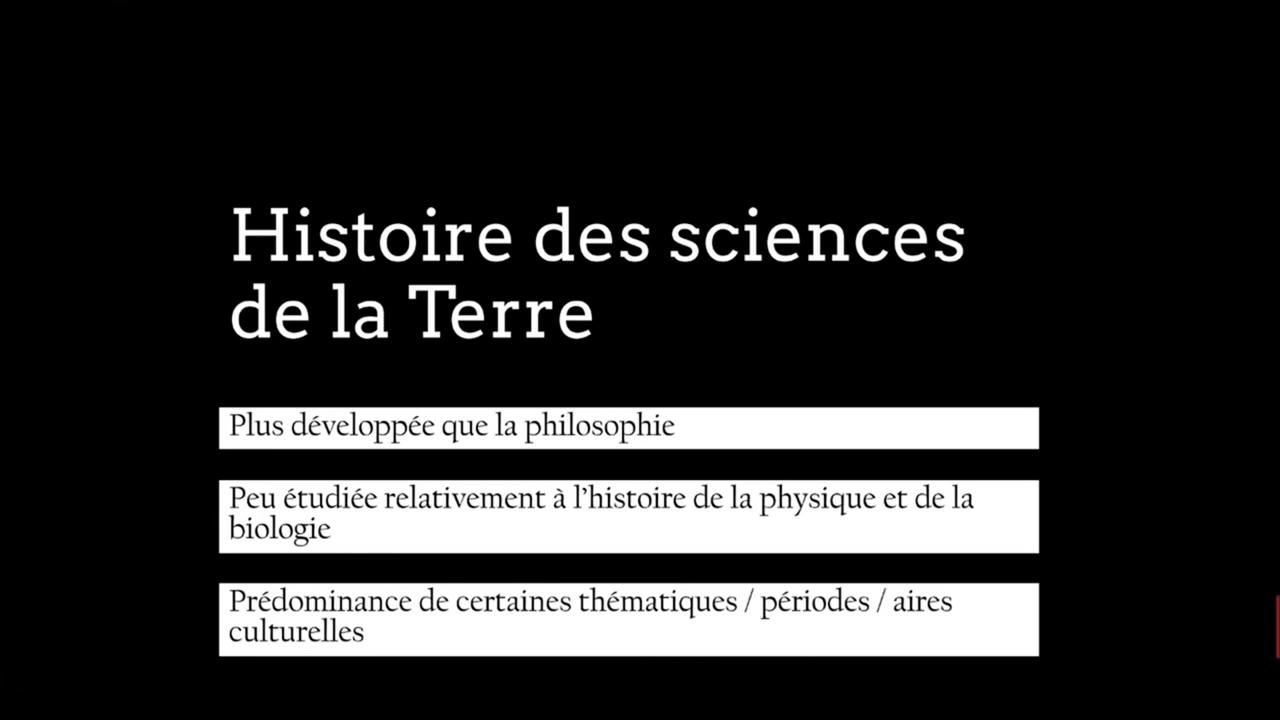 Histoire des sciences
de la Terre
Plus développée que la philosophie
Peu étudiée relativement à l’histoire de la physique et de la
biologie
Prédominance de certaines thématiques / périodes / aires
culturelles